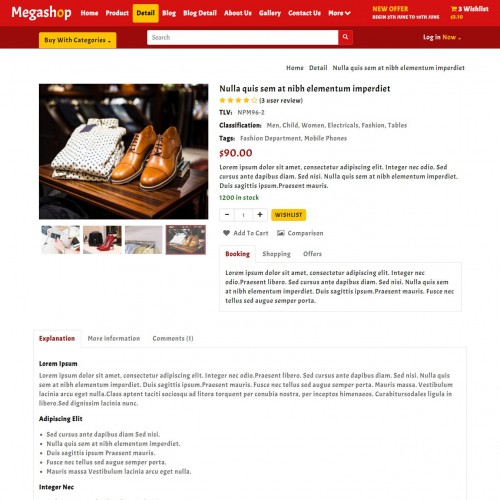 Megashop
Home Product Detail Blog Blog Detail About Us Gallery Contact Us More
NEW OFFER
BEGIN 5TH JUNE TO 10TH JUNE
3 Wishlist
$3.10
Buy With Categories
Search
Log in Now
Home Detail Nulla quis sem at nibh elementum imperdiet
Nulla quis sem at nibh elementum imperdiet
(3 user review)
TLV: NPM96-2
Classification: Men, Child, Women, Electricals, Fashion, Tables
Tags: Fashion Department, Mobile Phones
$90.00
Lorem ipsum dolor sit amet, consectetur adipiscing elit. Integer nec odio. Sed
cursus ante dapibus diam. Sed nisi. Nulla quis sem at nibh elementum imperdiet.
Duis sagittis ipsum.Praesent mauris.
1200 in stock
- 1 + WISHLIST
Add To Cart Comparison
Booking Shopping Offers
Lorem ipsum dolor sit amet, consectetur adipiscing elit. Integer nec
odio.Praesent libero. Sed cursus ante dapibus diam. Sed nisi. Nulla quis sem
at nibh elementum imperdiet. Duis sagittis ipsum.Praesent mauris. Fusce nec
tellus sed augue semper porta.
Explanation More information Comments (1)
Lorem Ipsum
Lorem ipsum dolor sit amet, consectetur adipiscing elit. Integer nec odio.Praesent libero. Sed cursus ante dapibus diam. Sed nisi. Nulla quis sem at nibh elementum
imperdiet. Duis sagittis ipsum.Praesent mauris. Fusce nec tellus sed augue semper porta. Mauris massa. Vestibulum
lacinia arcu eget nulla.Class aptent taciti sociosqu ad litora torquent per conubia nostra, per inceptos himenaeos. Curabitursodales ligula in
libero. Sed dignissim lacinia nunc.
Adipiscing Elit
• Sed cursus ante dapibus diam Sed nisi.
• Nulla quis sem at nibh elementum imperdiet.
• Duis sagittis ipsum Praesent mauris.
• Fusce nec tellus sed augue semper porta.
• Mauris massa Vestibulum lacinia arcu eget nulla.
Integer Nec